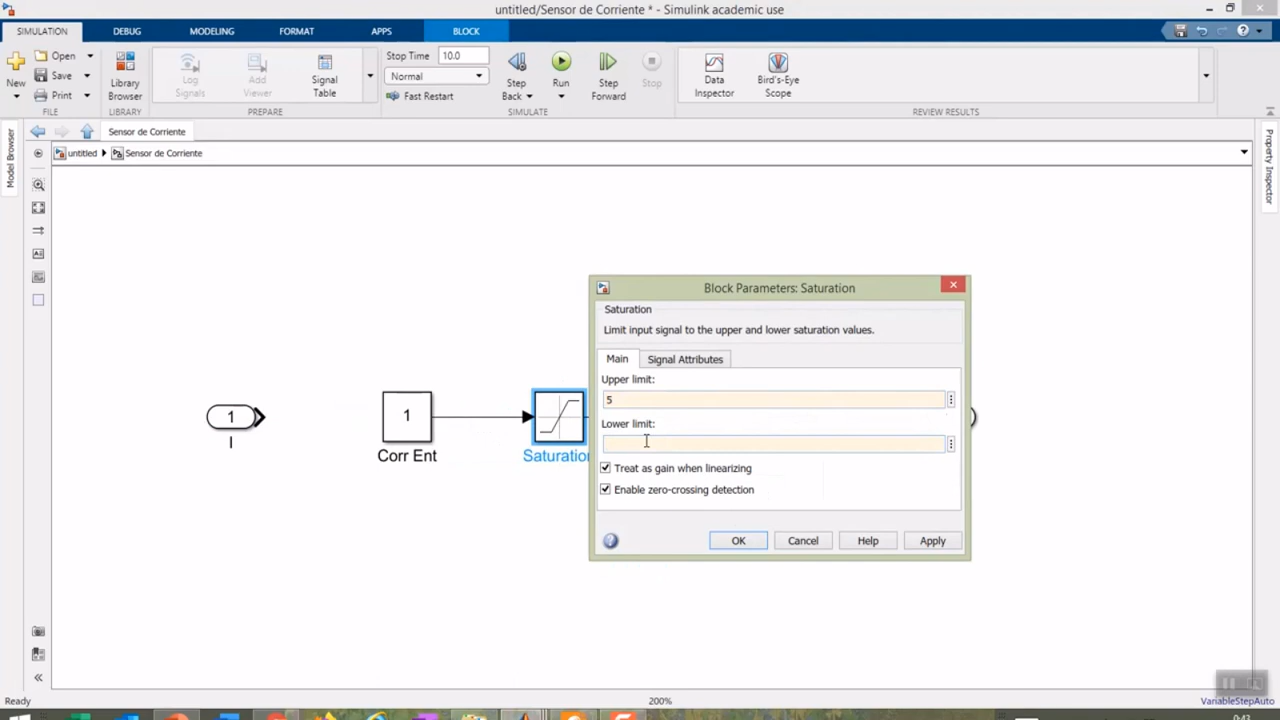 untitled/Sensor de Corriente * - Simulink academic use
SIMULATION DEBUG MODELING FORMAT APPS BLOCK
New
Open
Save
Print
FILE
Library Browser
LIBRARY
Log Signals
Add Viewer
Signal Table
PREPARE
Stop Time 10.0
Normal
Fast Restart
Step Back
Run
Step Forward
Stop
SIMULATE
Data Inspector
Bird's-Eye Scope
REVIEW RESULTS
Model Browser
Sensor de Corriente
untitled Sensor de Corriente
Property Inspector
1
I
1
Corr Ent
Saturatio
Block Parameters: Saturation
Saturation
Limit input signal to the upper and lower saturation values.
Main Signal Attributes
Upper limit:
5
Lower limit:
Treat as gain when linearizing
Enable zero-crossing detection
OK Cancel Help Apply
Ready 200% VariableStepAuto
0:43